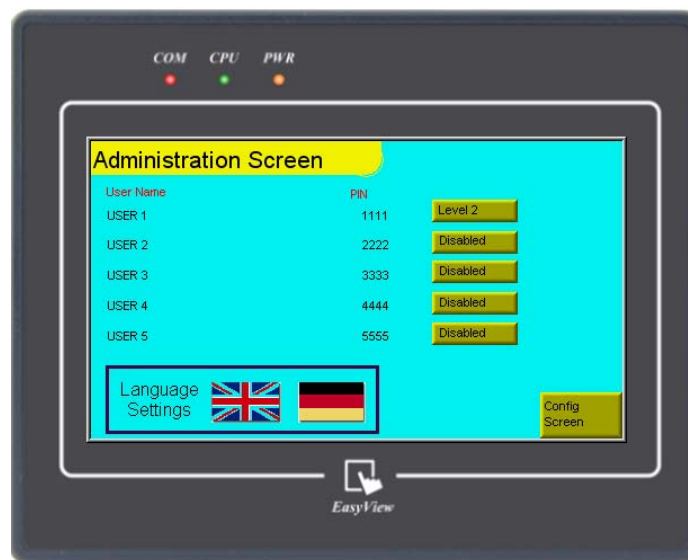 COM CPU PWR
Administration Screen
User Name PIN
USER 1 1111 Level 2
USER 2 2222 Disabled
USER 3 3333 Disabled
USER 4 4444 Disabled
USER 5 5555 Disabled
Language
Settings
Config
Screen
EasyView